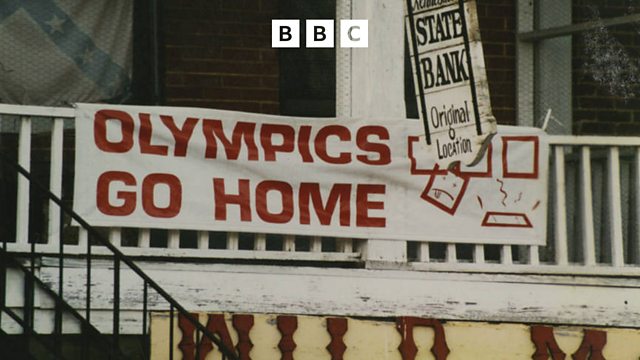 BBC
STATE
BANK
Original
Location
OLYMPICS
GO HOME